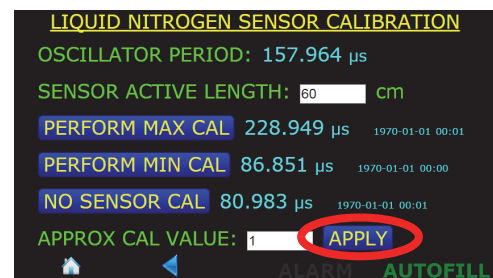 LIQUID NITROGEN SENSOR CALIBRATION
OSCILLATOR PERIOD: 157.964 µs
SENSOR ACTIVE LENGTH: 60 cm
PERFORM MAX CAL 228.949 µs 1970-01-01 00:01
PERFORM MIN CAL 86.851 µs 1970-01-01 00:00
NO SENSOR CAL 80.983 µs 1970-01-01 00:01
APPROX CAL VALUE: 1 APPLY
ALARM AUTOFILL